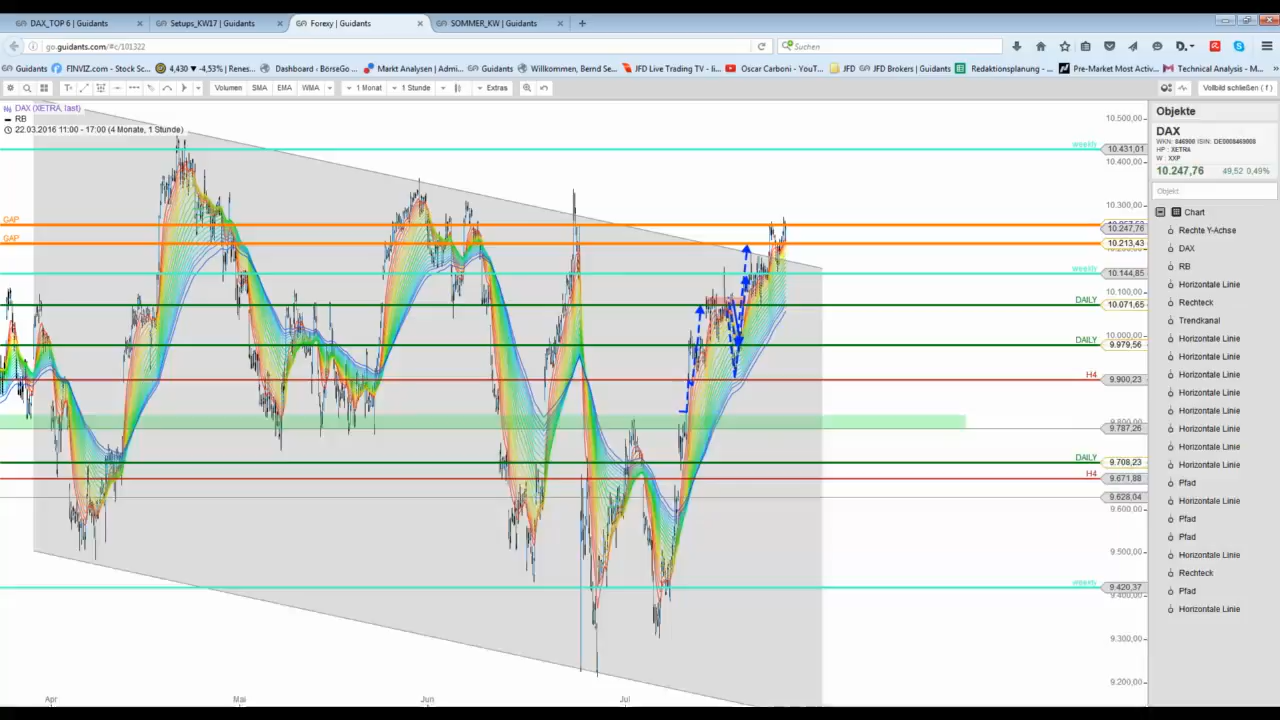 DAX_TOP 6 | Guidants
Setups_KW17 | Guidants
Forexy | Guidants
SOMMER_KW | Guidants
go.guidants.com/#c/101322
Suchen
Guidants
FINVIZ.com - Stock Sc...
4,430 -4,53% | Renes...
Dashboard ‹ BörseGo ...
Markt Analysen | Admi...
Guidants
Willkommen, Bernd Se...
JFD Live Trading TV - li...
Oscar Carboni - YouT...
JFD
JFD Brokers | Guidants
Redaktionsplanung - ...
Pre-Market Most Activ...
Technical Analysis - M...
Volumen
SMA
EMA
WMA
1 Monat
1 Stunde
Extras
Vollbild schließen ( f )
DAX (XETRA, last)
RB
22.03.2016 11:00 - 17:00 (4 Monate, 1 Stunde)
10.500,00
weekly
10.431,01
10.400,00
10.300,00
GAP
10.247,76
GAP
10.213,43
weekly
10.144,85
10.100,00
DAILY
10.071,65
10.000,00
DAILY
9.979,56
H4
9.900,23
9.800,00
9.787,26
DAILY
9.708,23
H4
9.671,88
9.628,04
9.600,00
9.500,00
weekly
9.420,37
9.400,00
9.300,00
9.200,00
Apr
Mai
Jun
Jul
Objekte
DAX
WKN: 846900 ISIN: DE0008469008
HP : XETRA
W : XXP
10.247,76
49,52 0,49%
Objekt
Chart
Rechte Y-Achse
DAX
RB
Horizontale Linie
Rechteck
Trendkanal
Horizontale Linie
Horizontale Linie
Horizontale Linie
Horizontale Linie
Horizontale Linie
Horizontale Linie
Horizontale Linie
Horizontale Linie
Pfad
Horizontale Linie
Pfad
Pfad
Horizontale Linie
Rechteck
Pfad
Horizontale Linie